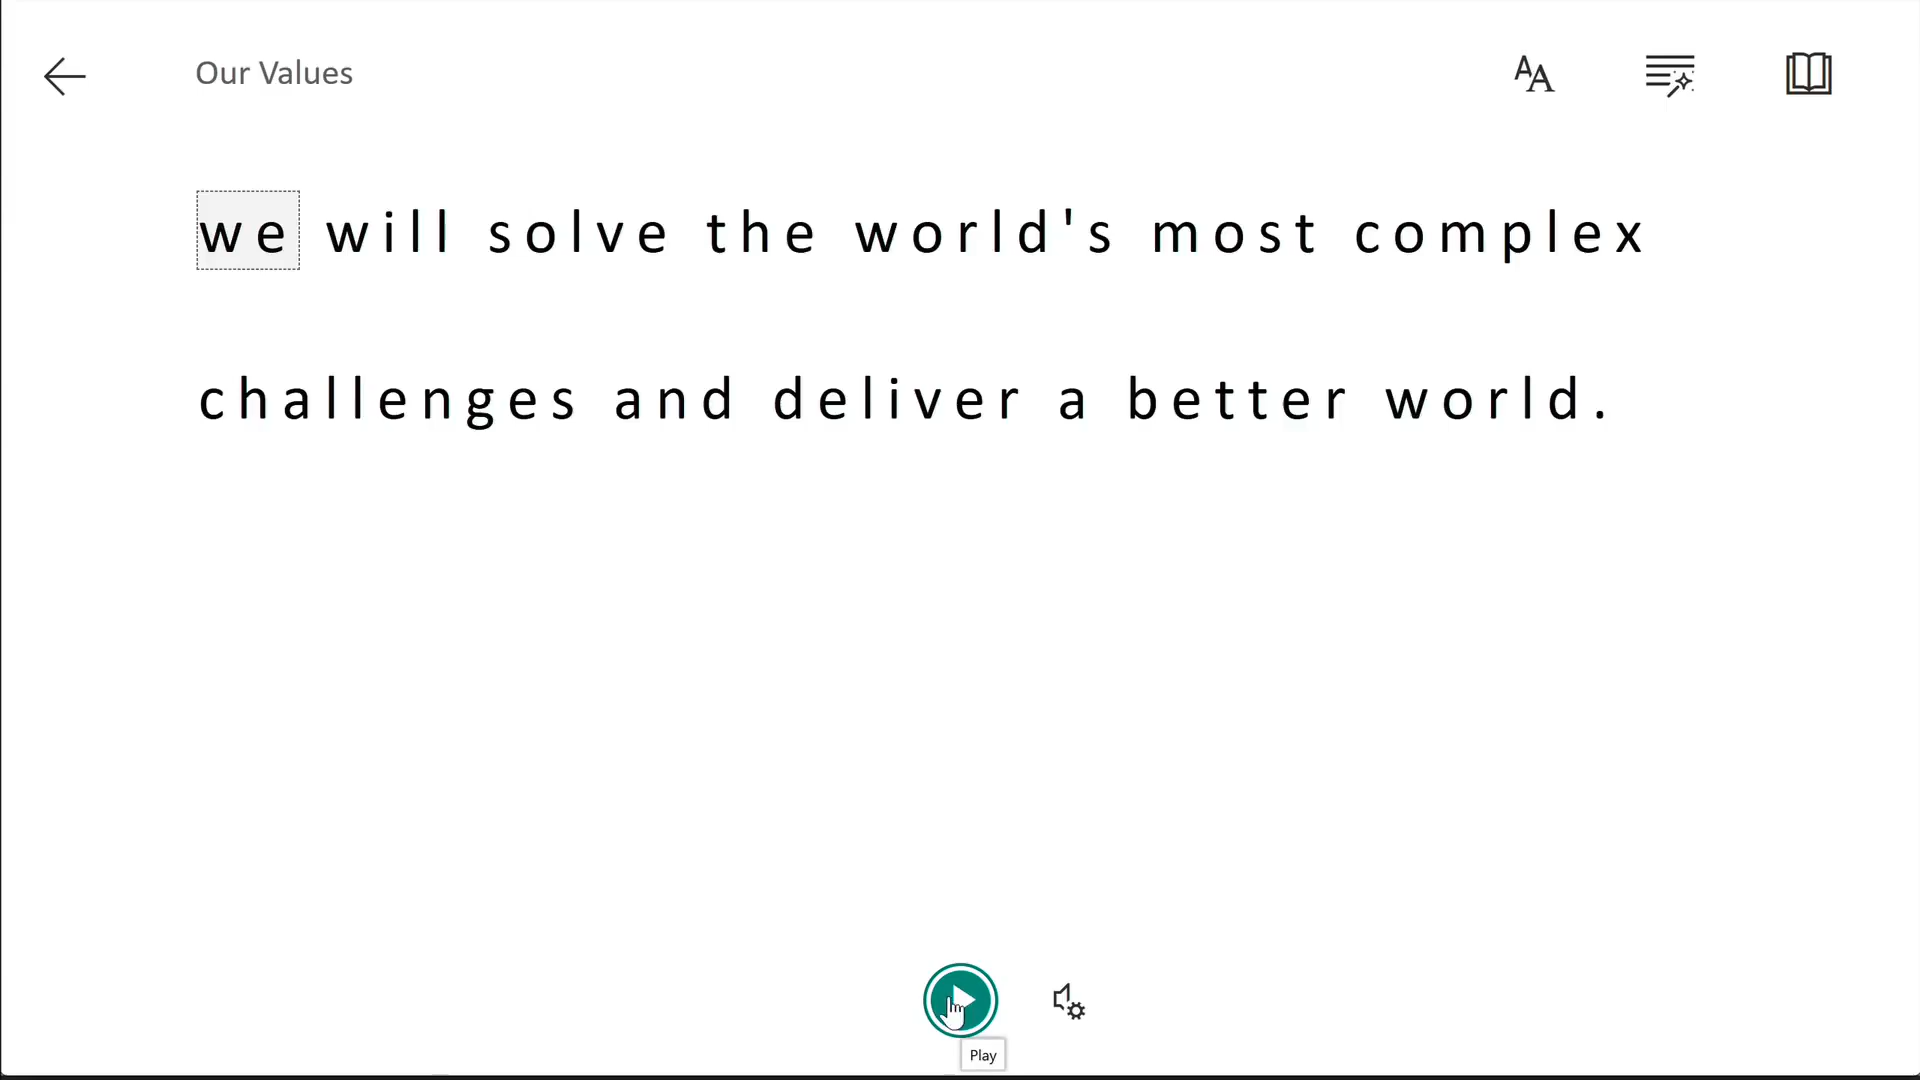 Our Values
we will solve the world's most complex
challenges and deliver a better world.
Play